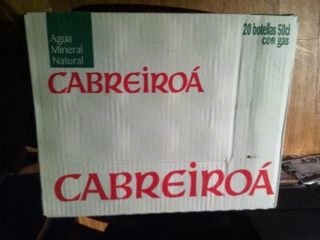 Agua
Mineral
Natural
20 botellas 50cl
con gas
CABREIROÁ
CABREIROÁ